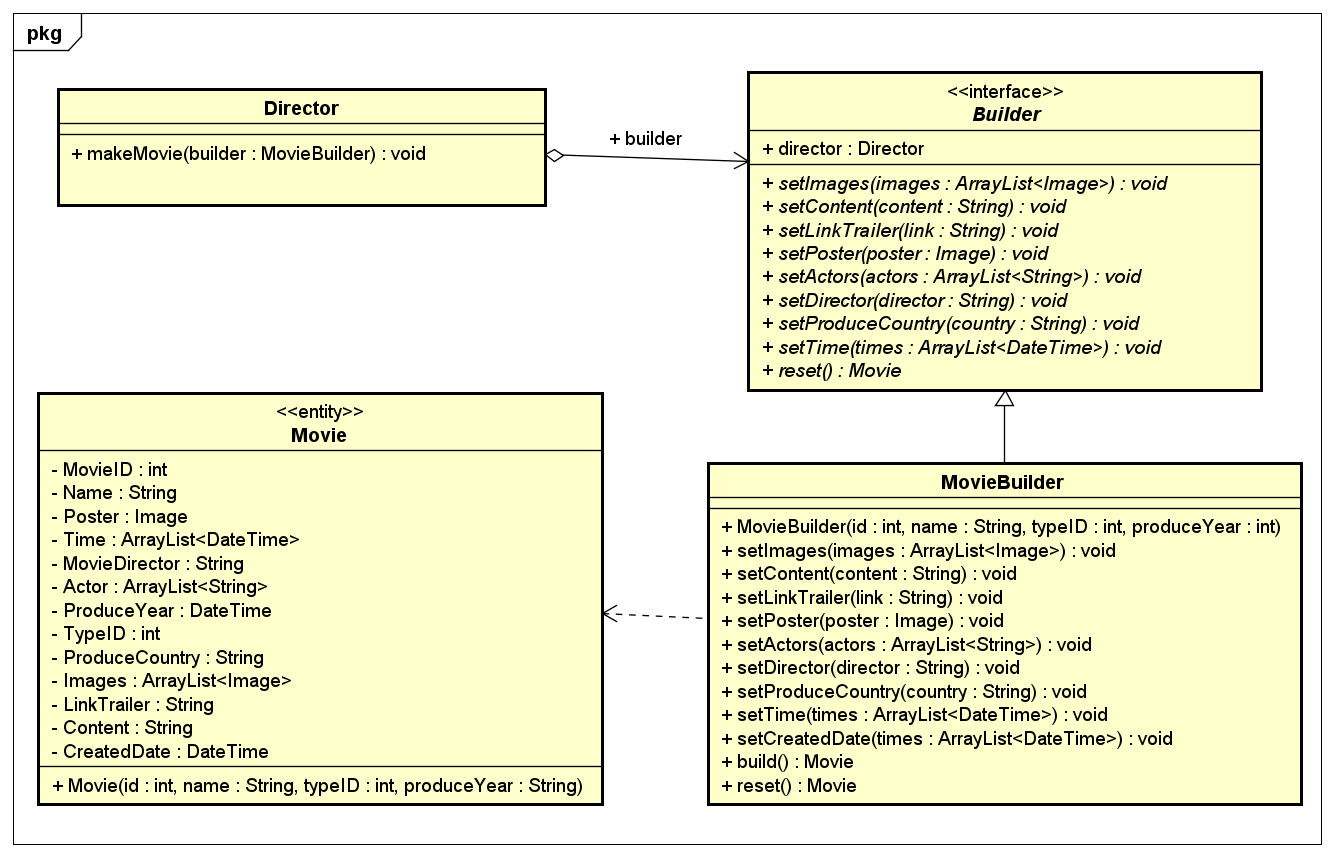 pkg
Director
+ makeMovie(builder : MovieBuilder) : void
+ builder
<<interface>>
Builder
+ director : Director
+ setImages(images : ArrayList<Image>) : void
+ setContent(content : String) : void
+ setLinkTrailer(link : String) : void
+ setPoster(poster : Image) : void
+ setActors(actors : ArrayList<String>) : void
+ setDirector(director : String) : void
+ setProduceCountry(country : String) : void
+ setTime(times : ArrayList<DateTime>) : void
+ reset() : Movie
<<entity>>
Movie
- MovieID : int
- Name : String
- Poster : Image
- Time : ArrayList<DateTime>
- MovieDirector : String
- Actor : ArrayList<String>
- ProduceYear : DateTime
- TypeID : int
- ProduceCountry : String
- Images : ArrayList<Image>
- LinkTrailer : String
- Content : String
- CreatedDate : DateTime
+ Movie(id : int, name : String, typeID : int, produceYear : String)
MovieBuilder
+ MovieBuilder(id : int, name : String, typeID : int, produceYear : int)
+ setImages(images : ArrayList<Image>) : void
+ setContent(content : String) : void
+ setLinkTrailer(link : String) : void
+ setPoster(poster : Image) : void
+ setActors(actors : ArrayList<String>) : void
+ setDirector(director : String) : void
+ setProduceCountry(country : String) : void
+ setTime(times : ArrayList<DateTime>) : void
+ setCreatedDate(times : ArrayList<DateTime>) : void
+ build() : Movie
+ reset() : Movie